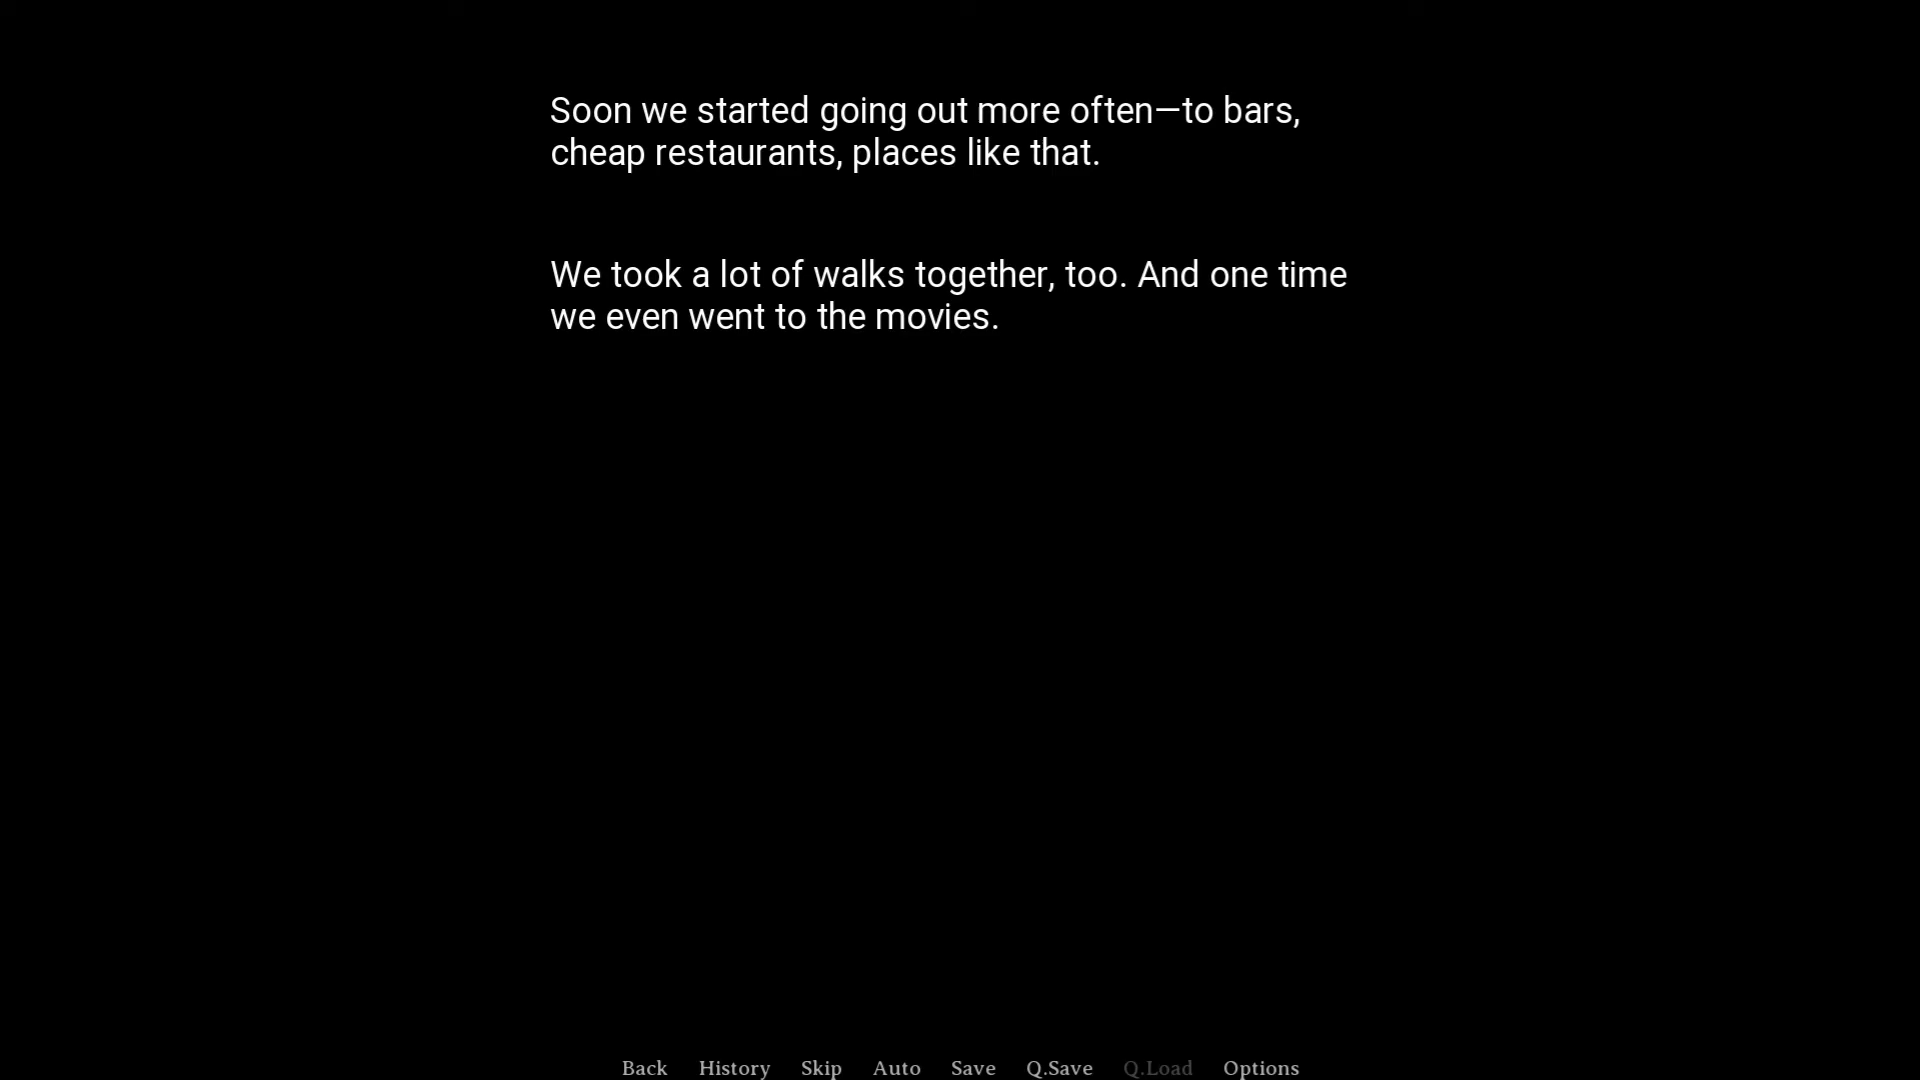 Soon we started going out more often—to bars,
cheap restaurants, places like that.
We took a lot of walks together, too. And one time
we even went to the movies.
Back History Skip Auto Save Q.Save Q.Load Options